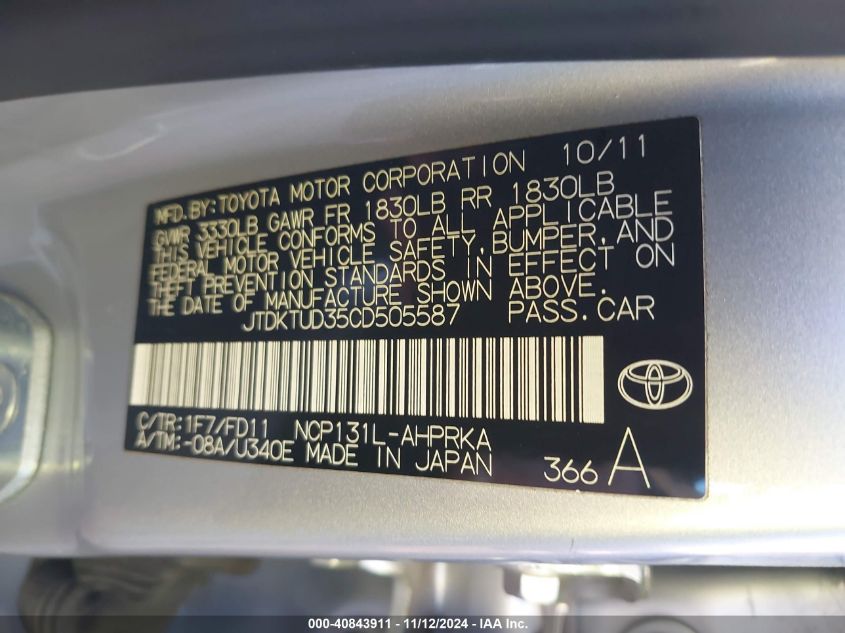 MFD.BY:TOYOTA MOTOR CORPORATION 10/11
GVWR 3330LB GAWR FR 1830LB RR 1830LB
THIS VEHICLE CONFORMS TO ALL APPLICABLE
FEDERAL MOTOR VEHICLE SAFETY,BUMPER,AND
THEFT PREVENTION STANDARDS IN EFFECT ON
THE DATE OF MANUFACTURE SHOWN ABOVE.
JTDKTUD35CD505587 PASS.CAR
C/TR:1F7/FD11 NCP131L-AHPRKA
A/TM:-08A/U340E MADE IN JAPAN 366 A
000-40843911 - 11/12/2024 - IAA Inc.